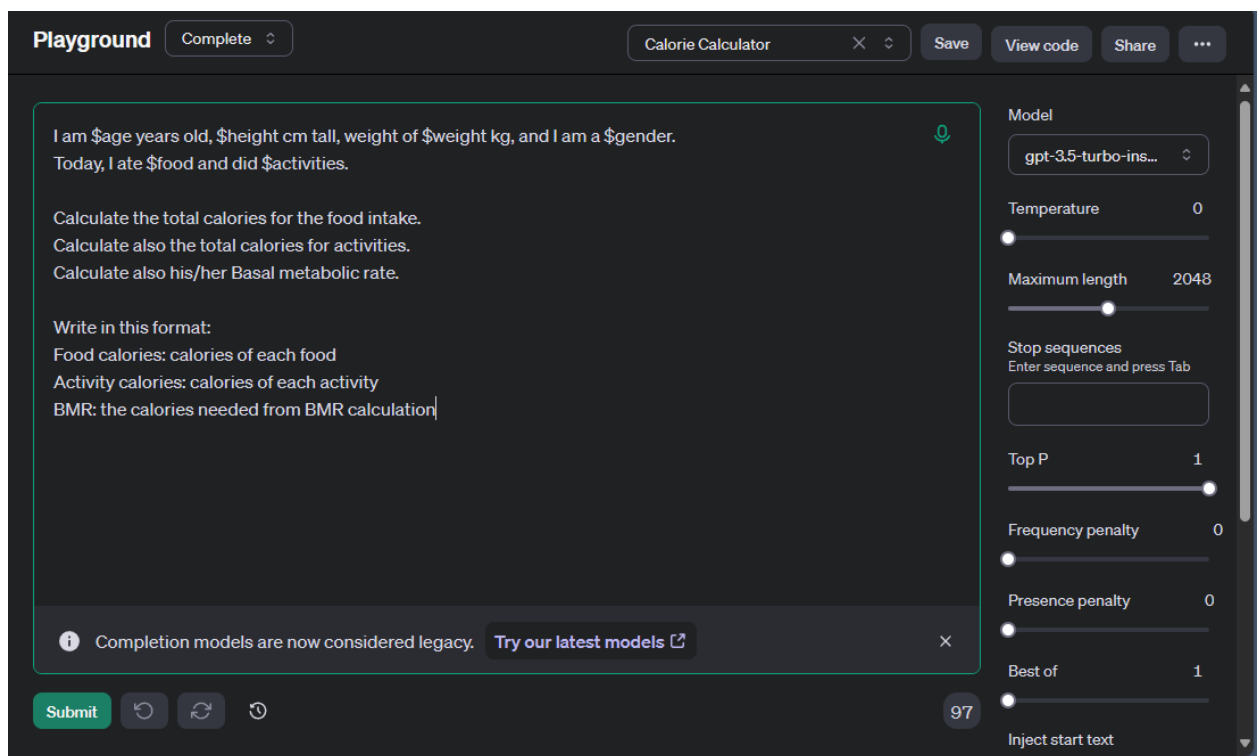 Playground
Complete
Calorie Calculator
Save
View code
Share
I am $age years old, $height cm tall, weight of $weight kg, and I am a $gender.
Today, I ate $food and did $activities.
Calculate the total calories for the food intake.
Calculate also the total calories for activities.
Calculate also his/her Basal metabolic rate.
Write in this format:
Food calories: calories of each food
Activity calories: calories of each activity
BMR: the calories needed from BMR calculation
Completion models are now considered legacy. Try our latest models
Submit
97
Model
gpt-3.5-turbo-ins...
Temperature 0
Maximum length 2048
Stop sequences
Enter sequence and press Tab
Top P 1
Frequency penalty 0
Presence penalty 0
Best of 1
Inject start text